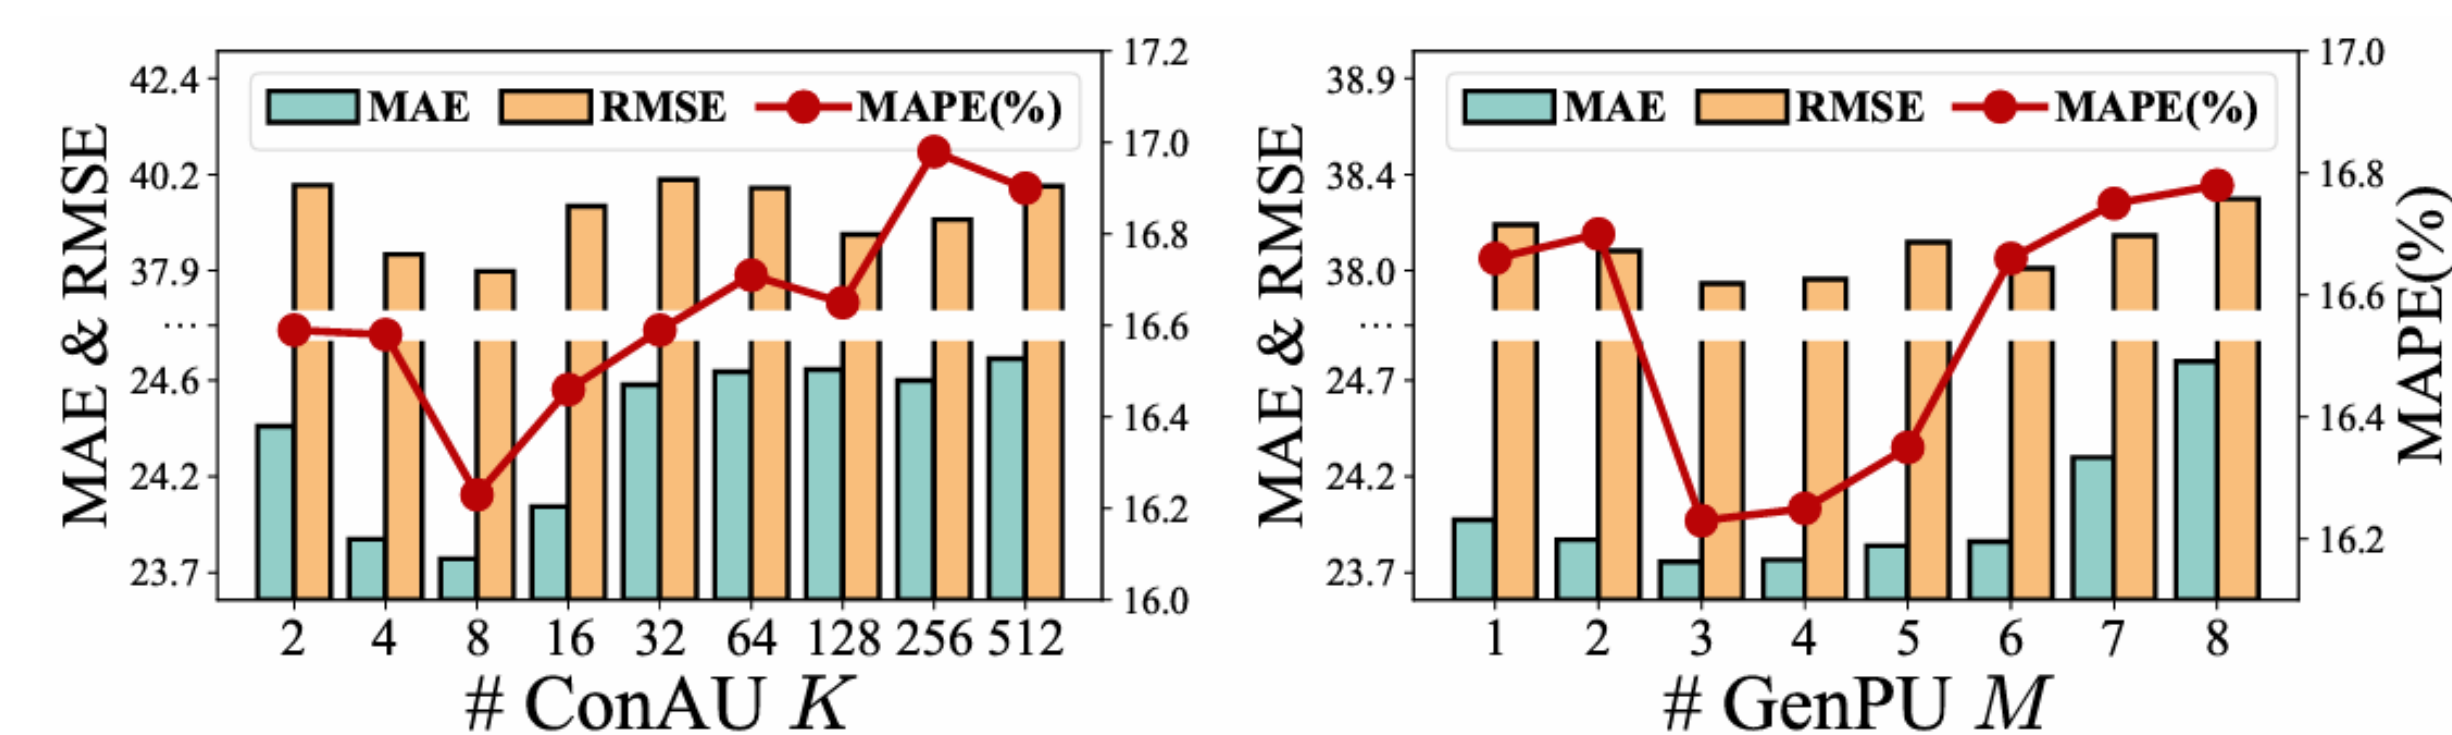 MAE & RMSE
42.4
40.2
37.9
...
24.6
24.2
23.7
MAE RMSE MAPE(%)
17.2
17.0
16.8
16.6
16.4
16.2
16.0
2 4 8 16 32 64 128 256 512
# ConAU K
MAE & RMSE
38.9
38.4
38.0
...
24.7
24.2
23.7
MAE RMSE MAPE(%)
17.0
16.8
16.6
16.4
16.2
MAPE(%)
1 2 3 4 5 6 7 8
# GenPU M